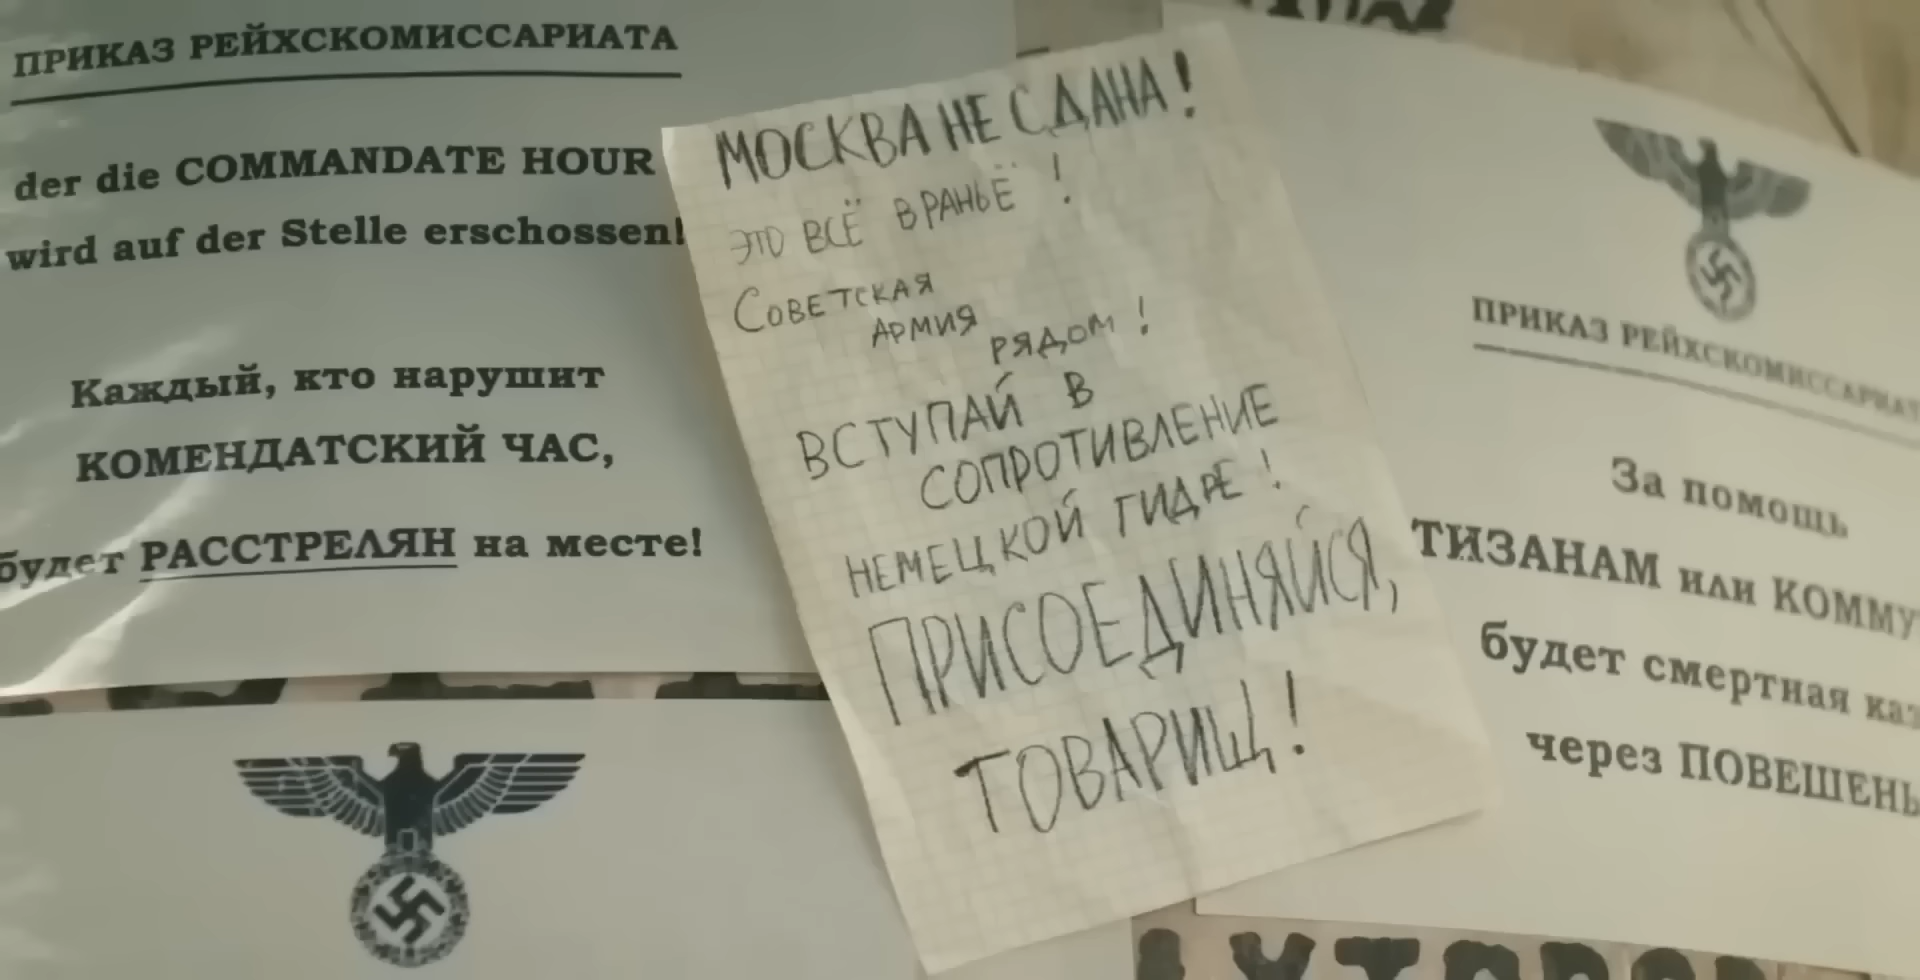 ПРИКАЗ РЕЙХСКОМИССАРИАТА
der die COMMANDATE HOUR
wird auf der Stelle erschossen!
Каждый, кто нарушит
КОМЕНДАТСКИЙ ЧАС,
будет РАССТРЕЛЯН на месте!
МОСКВА НЕ СДАНА!
ЭТО ВСЁ ВРАНЬЁ!
СОВЕТСКАЯ
АРМИЯ
РЯДОМ!
ВСТУПАЙ В
СОПРОТИВЛЕНИЕ
НЕМЕЦКОЙ ГИДРЕ!
ПРИСОЕДИНЯЙСЯ,
ТОВАРИЩ!
ПРИКАЗ РЕЙХСКОМИССАРИАТ
За помощь
ТИЗАНАМ или КОММУ
будет смертная каз
через ПОВЕШЕНЬ